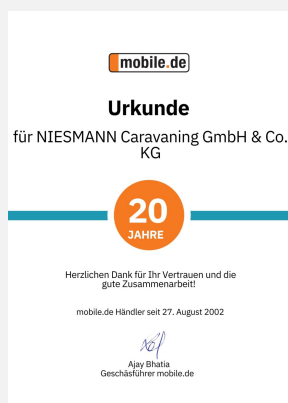 mobile.de
Urkunde
für NIESMANN Caravaning GmbH & Co.
KG
20
JAHRE
Herzlichen Dank für Ihr Vertrauen und die
gute Zusammenarbeit!
mobile.de Händler seit 27. August 2002
Ajay Bhatia
Geschäsführer mobile.de